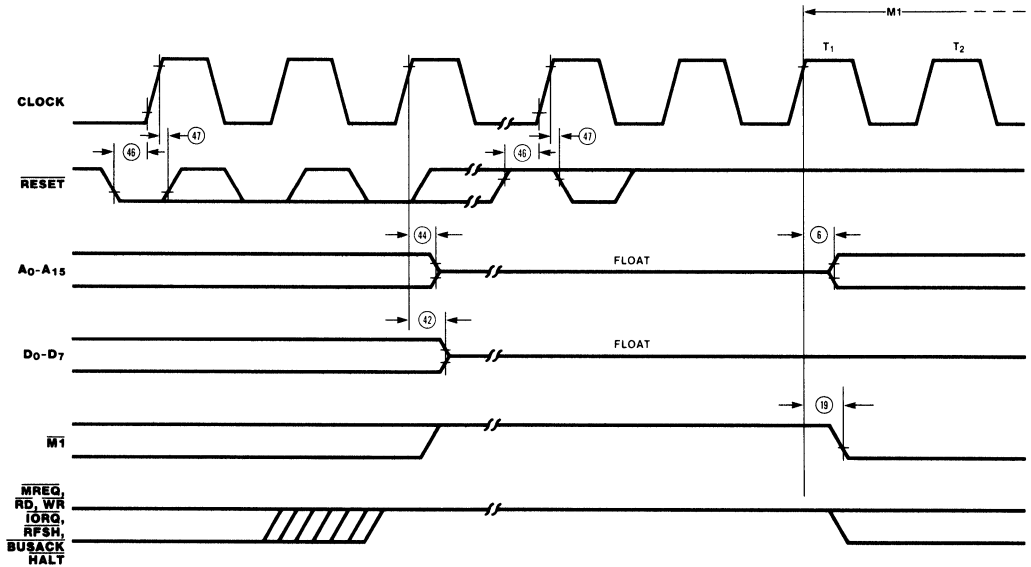 M1
T1 T2
CLOCK
47 47
46 46
RESET
44 6
A0-A15 FLOAT
42
D0-D7 FLOAT
19
M1
MREQ,
RD, WR
IORQ,
RFSH,
BUSACK
HALT